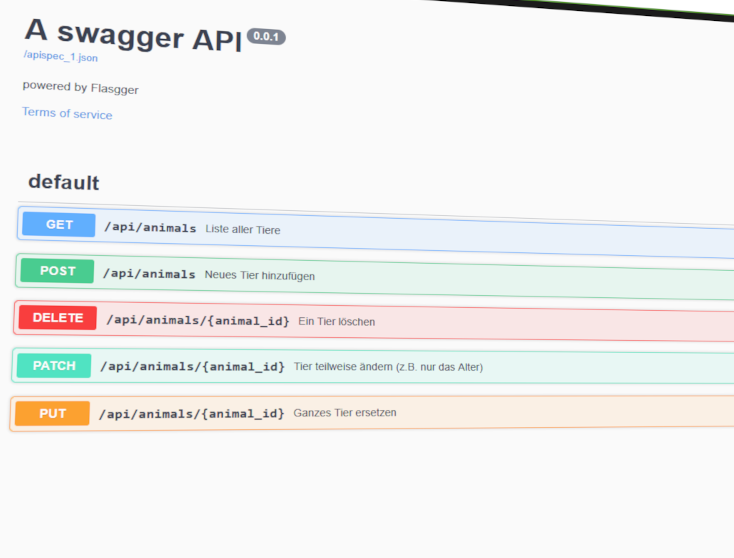 A swagger API 0.0.1
/apispec_1.json
powered by Flasgger
Terms of service
default
GET /api/animals Liste aller Tiere
POST /api/animals Neues Tier hinzufügen
DELETE /api/animals/{animal_id} Ein Tier löschen
PATCH /api/animals/{animal_id} Tier teilweise ändern (z.B. nur das Alter)
PUT /api/animals/{animal_id} Ganzes Tier ersetzen